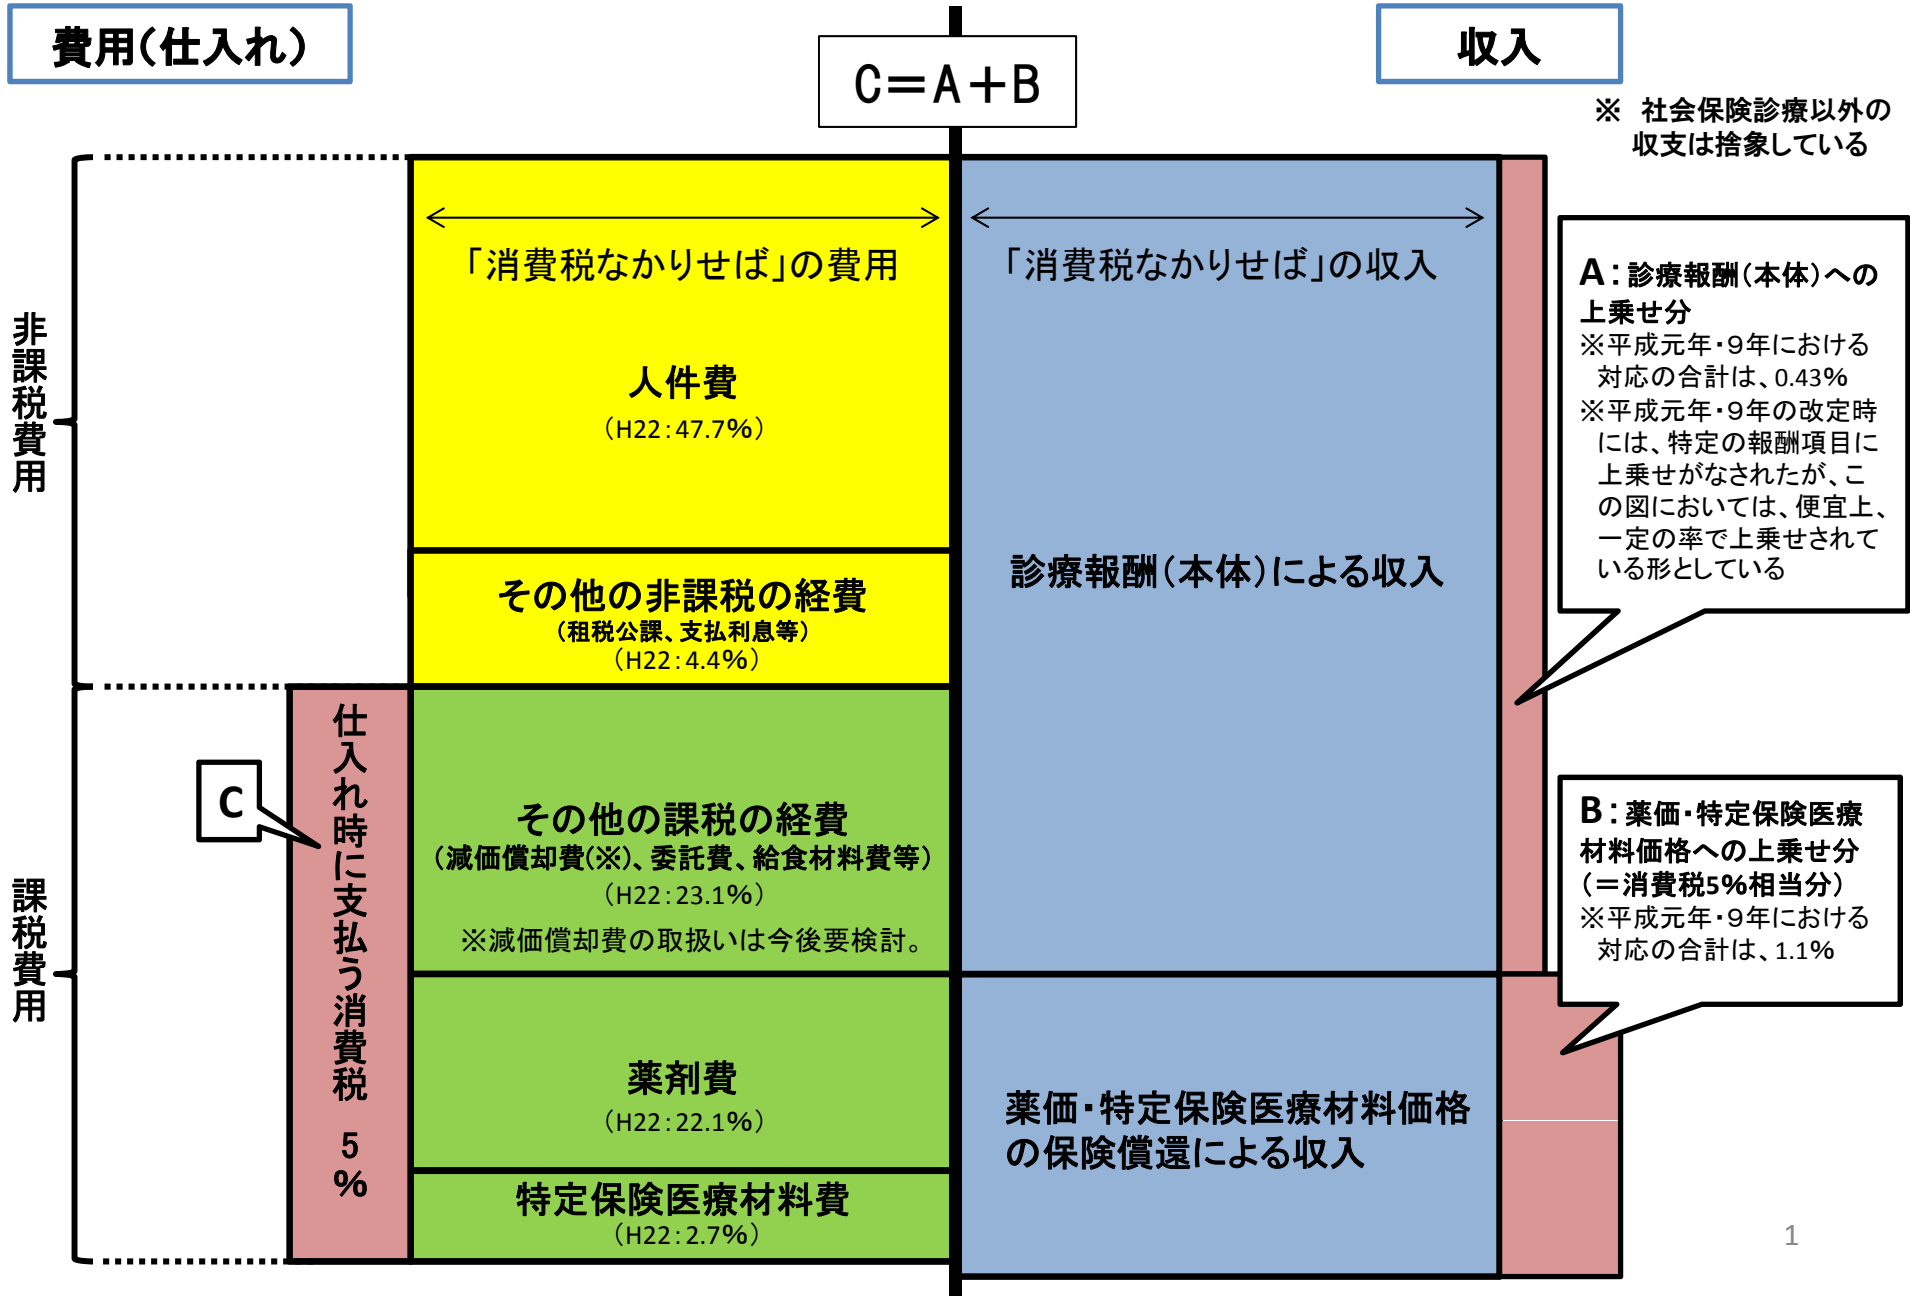 費用(仕入れ)
C=A+B
収入
※ 社会保険診療以外の
収支は捨象している
「消費税なかりせば」の費用
「消費税なかりせば」の収入
非課税費用
人件費
(H22:47.7%)
その他の非課税の経費
(租税公課、支払利息等)
(H22:4.4%)
診療報酬(本体)による収入
A:診療報酬(本体)への
上乗せ分
※平成元年・9年における
対応の合計は、0.43%
※平成元年・9年の改定時
には、特定の報酬項目に
上乗せがなされたが、こ
の図においては、便宜上、
一定の率で上乗せされて
いる形としている
課税費用
C
仕入れ時に支払う消費税 5%
その他の課税の経費
(減価償却費(※)、委託費、給食材料費等)
(H22:23.1%)
※減価償却費の取扱いは今後要検討。
薬剤費
(H22:22.1%)
特定保険医療材料費
(H22:2.7%)
薬価・特定保険医療材料価格
の保険償還による収入
B:薬価・特定保険医療
材料価格への上乗せ分
(=消費税5%相当分)
※平成元年・9年における
対応の合計は、1.1%
1